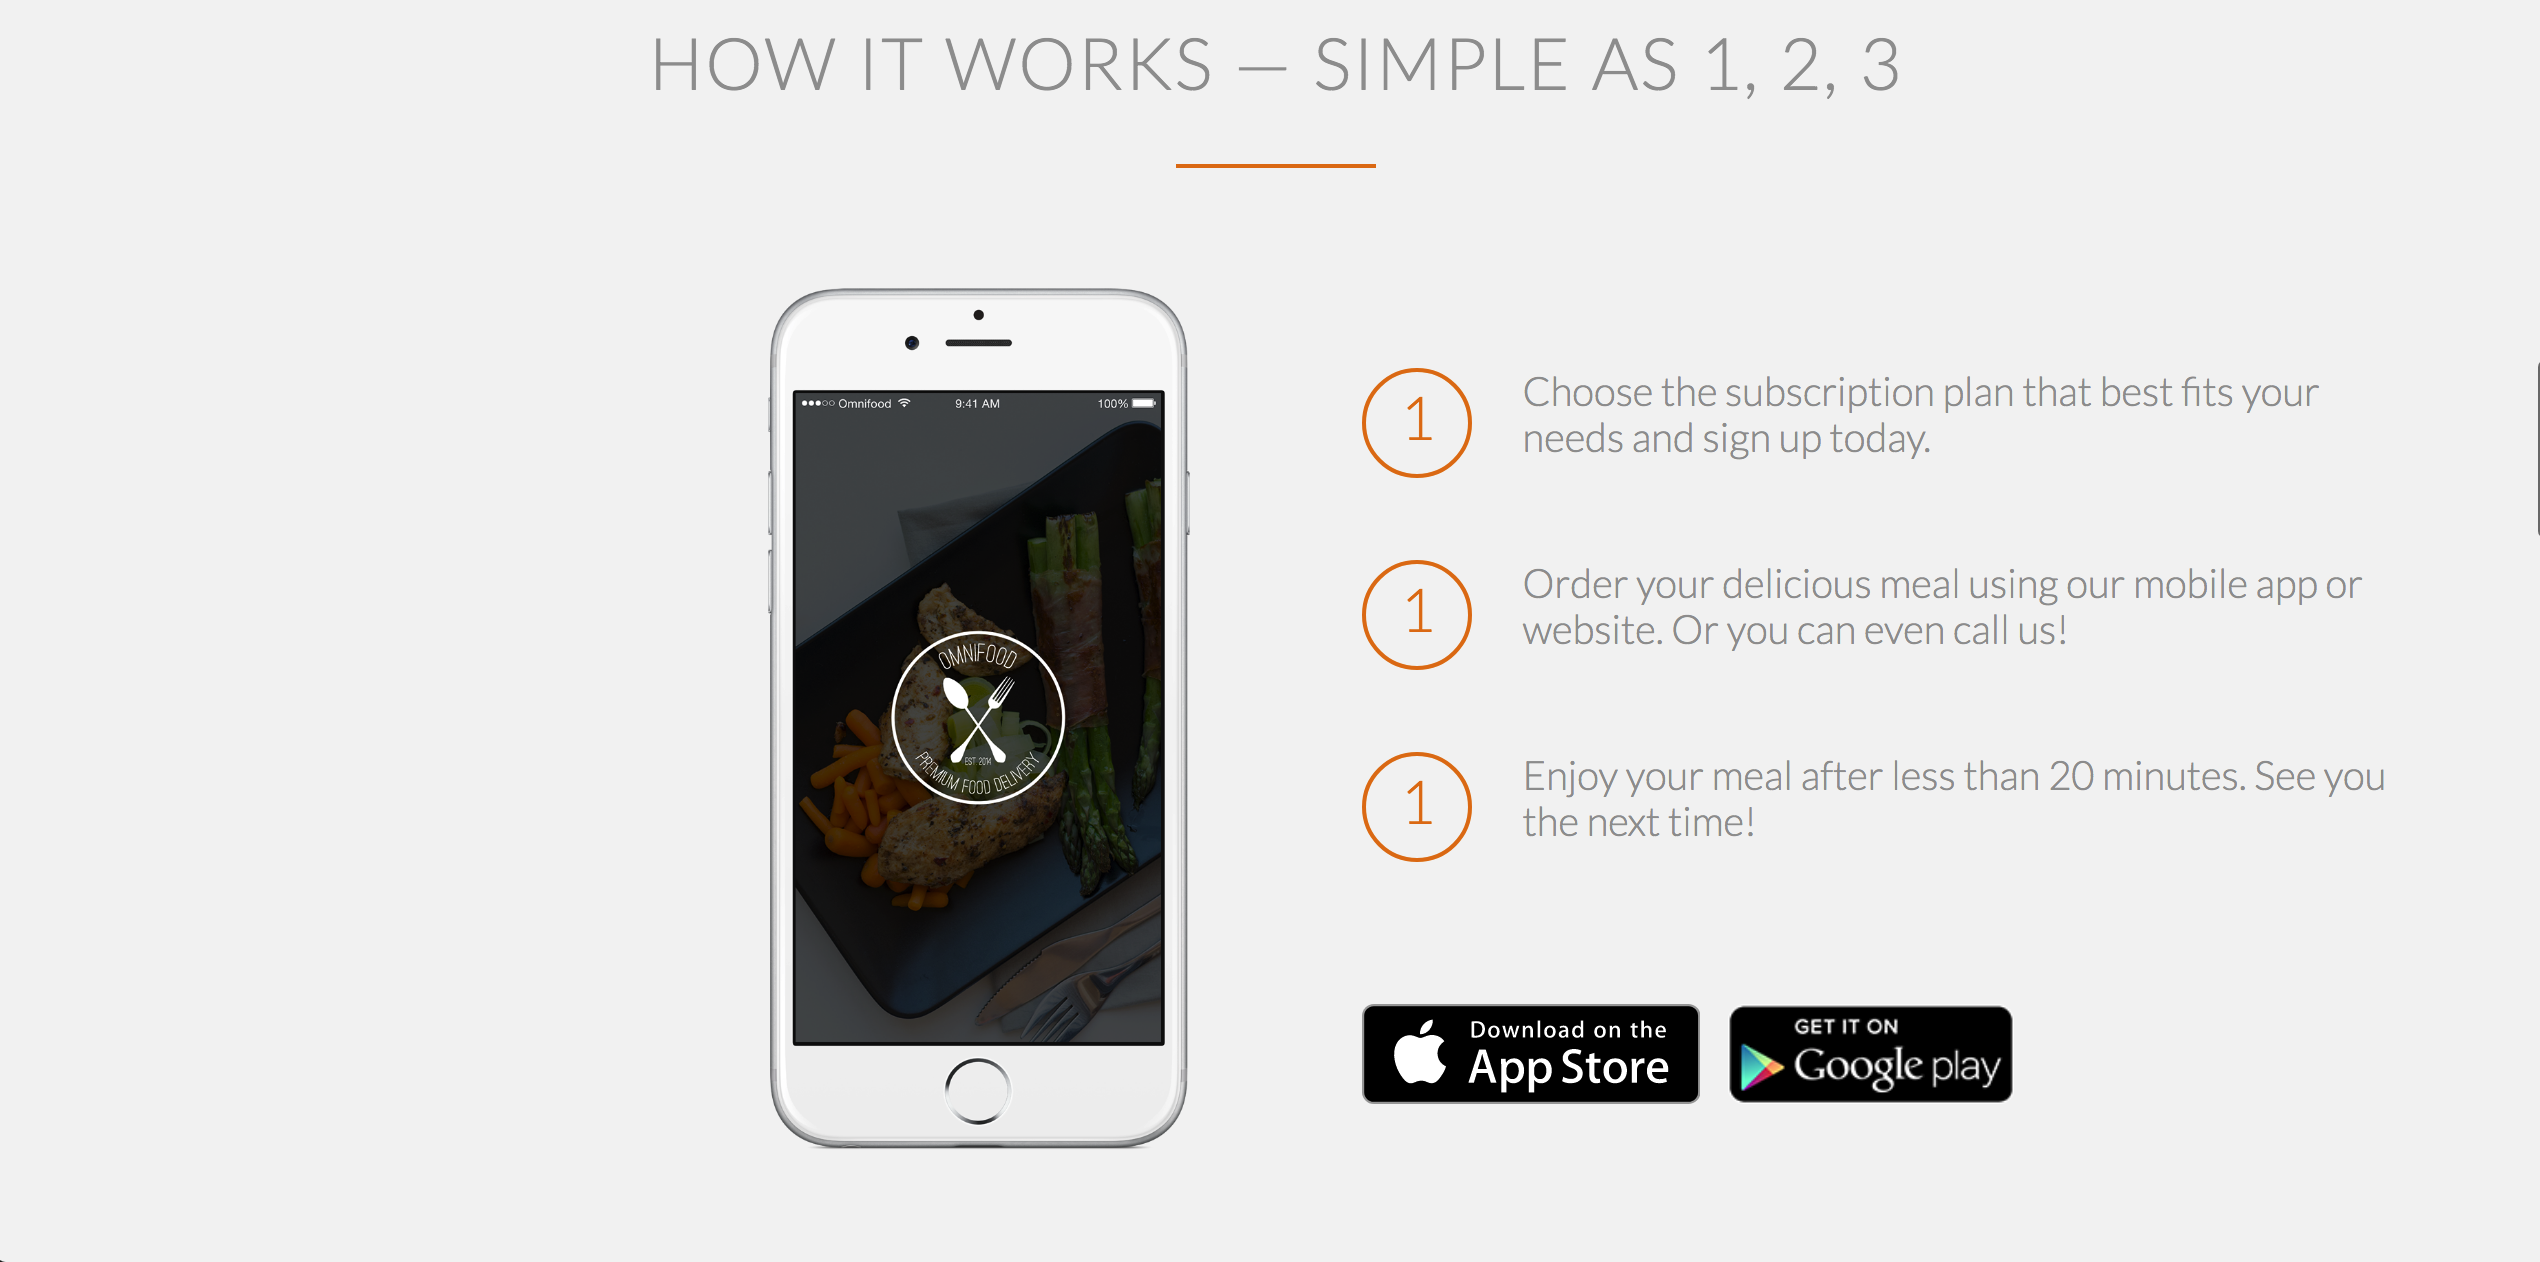 HOW IT WORKS — SIMPLE AS 1, 2, 3
Omnifood
9:41 AM
100%
OMNIFOOD
EST 2014
PREMIUM FOOD DELIVERY
1
Choose the subscription plan that best fits your
needs and sign up today.
1
Order your delicious meal using our mobile app or
website. Or you can even call us!
1
Enjoy your meal after less than 20 minutes. See you
the next time!
Download on the
App Store
GET IT ON
Google play